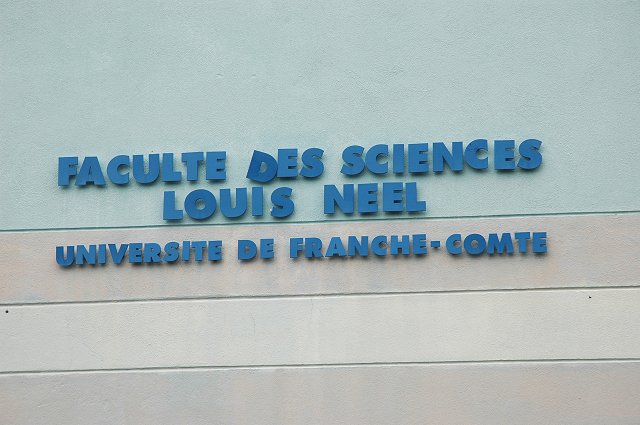 FACULTE DES SCIENCES
LOUIS NEEL
UNIVERSITE DE FRANCHE-COMTE